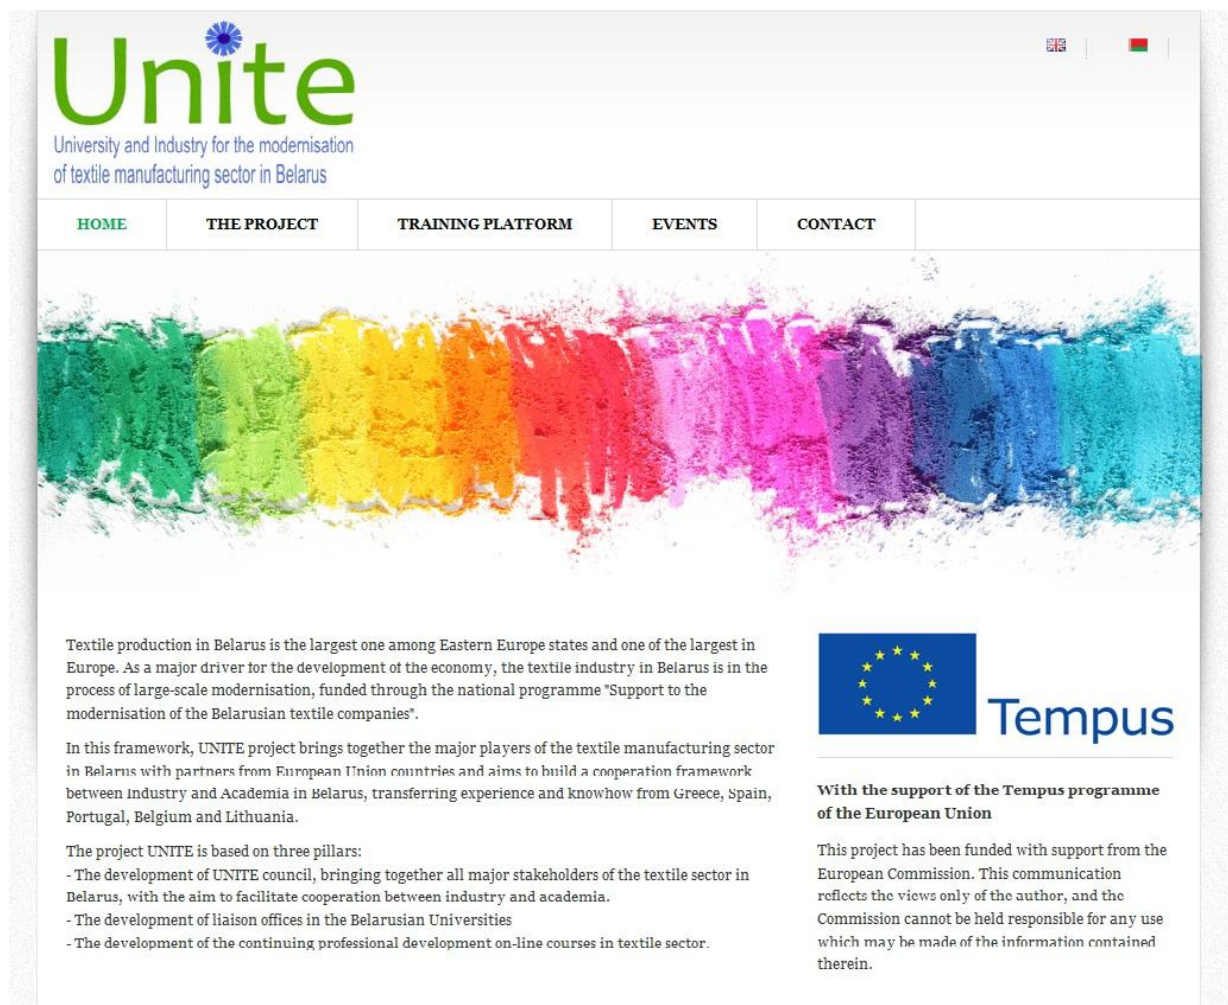 Unite
University and Industry for the modernisation
of textile manufacturing sector in Belarus
HOME
THE PROJECT
TRAINING PLATFORM
EVENTS
CONTACT
Textile production in Belarus is the largest one among Eastern Europe states and one of the largest in
Europe. As a major driver for the development of the economy, the textile industry in Belarus is in the
process of large-scale modernisation, funded through the national programme "Support to the
modernisation of the Belarusian textile companies".
In this framework, UNITE project brings together the major players of the textile manufacturing sector
in Belarus with partners from European Union countries and aims to build a cooperation framework
between Industry and Academia in Belarus, transferring experience and knowhow from Greece, Spain,
Portugal, Belgium and Lithuania.
The project UNITE is based on three pillars:
- The development of UNITE council, bringing together all major stakeholders of the textile sector in
Belarus, with the aim to facilitate cooperation between industry and academia.
- The development of liaison offices in the Belarusian Universities
- The development of the continuing professional development on-line courses in textile sector.
Tempus
With the support of the Tempus programme
of the European Union
This project has been funded with support from the
European Commission. This communication
reflects the views only of the author, and the
Commission cannot be held responsible for any use
which may be made of the information contained
therein.